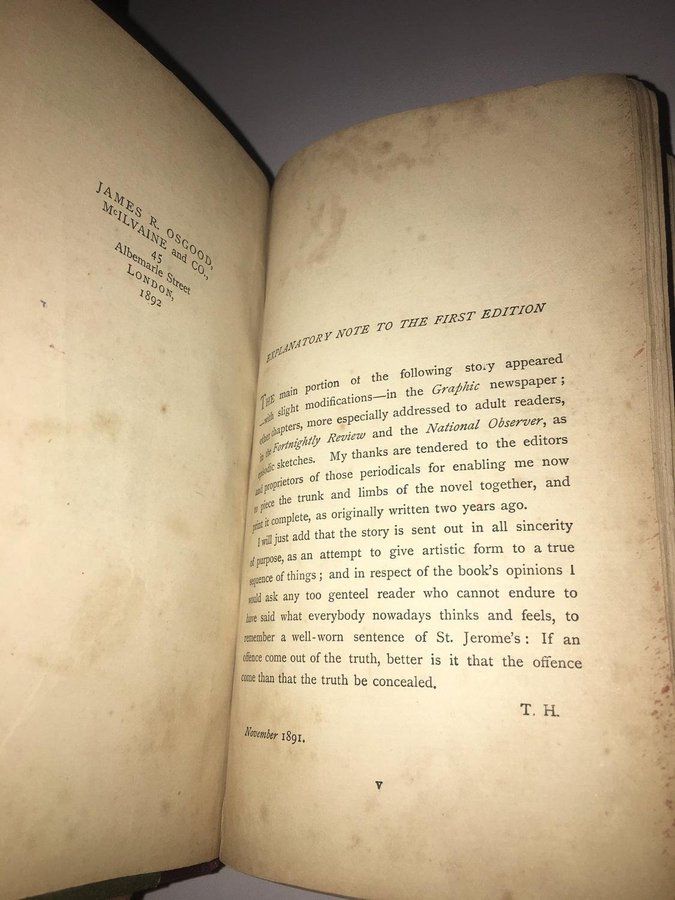 JAMES R. OSGOOD,
McILVAINE and CO.,
45
Albemarle Street
LONDON,
1892
EXPLANATORY NOTE TO THE FIRST EDITION
THE main portion of the following story appeared
—with slight modifications—in the Graphic newspaper ;
other chapters, more especially addressed to adult readers,
in the Fortnightly Review and the National Observer, as
episodic sketches. My thanks are tendered to the editors
and proprietors of those periodicals for enabling me now
to piece the trunk and limbs of the novel together, and
print it complete, as originally written two years ago.
I will just add that the story is sent out in all sincerity
of purpose, as an attempt to give artistic form to a true
sequence of things ; and in respect of the book's opinions I
would ask any too genteel reader who cannot endure to
have said what everybody nowadays thinks and feels, to
remember a well-worn sentence of St. Jerome's : If an
offence come out of the truth, better is it that the offence
come than that the truth be concealed.
T. H.
November 1891.
v